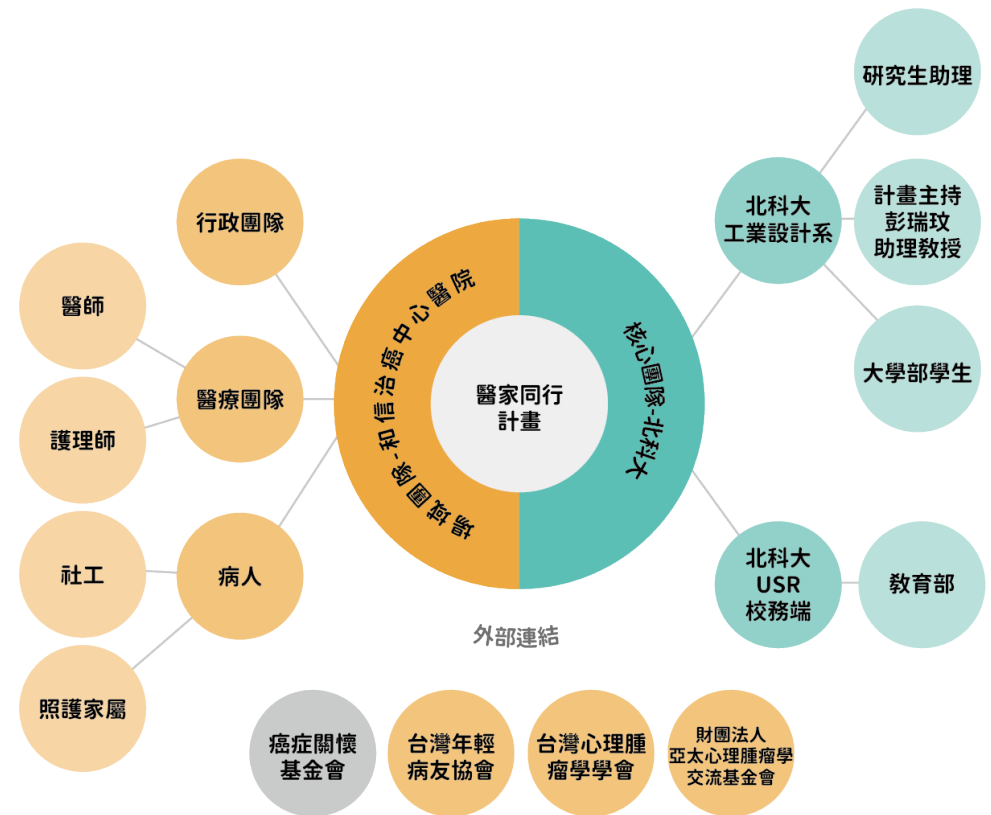 研究生助理
北科大
工業設計系
計畫主持
彭瑞玟
助理教授
大學部學生
行政團隊
醫師
醫療團隊
護理師
社工
病人
照護家屬
場域團隊-和信治癌中心醫院
醫家同行
計畫
核心團隊-北科大
北科大
USR
校務端
教育部
外部連結
癌症關懷
基金會
台灣年輕
病友協會
台灣心理腫
瘤學學會
財團法人
亞太心理腫瘤學
交流基金會